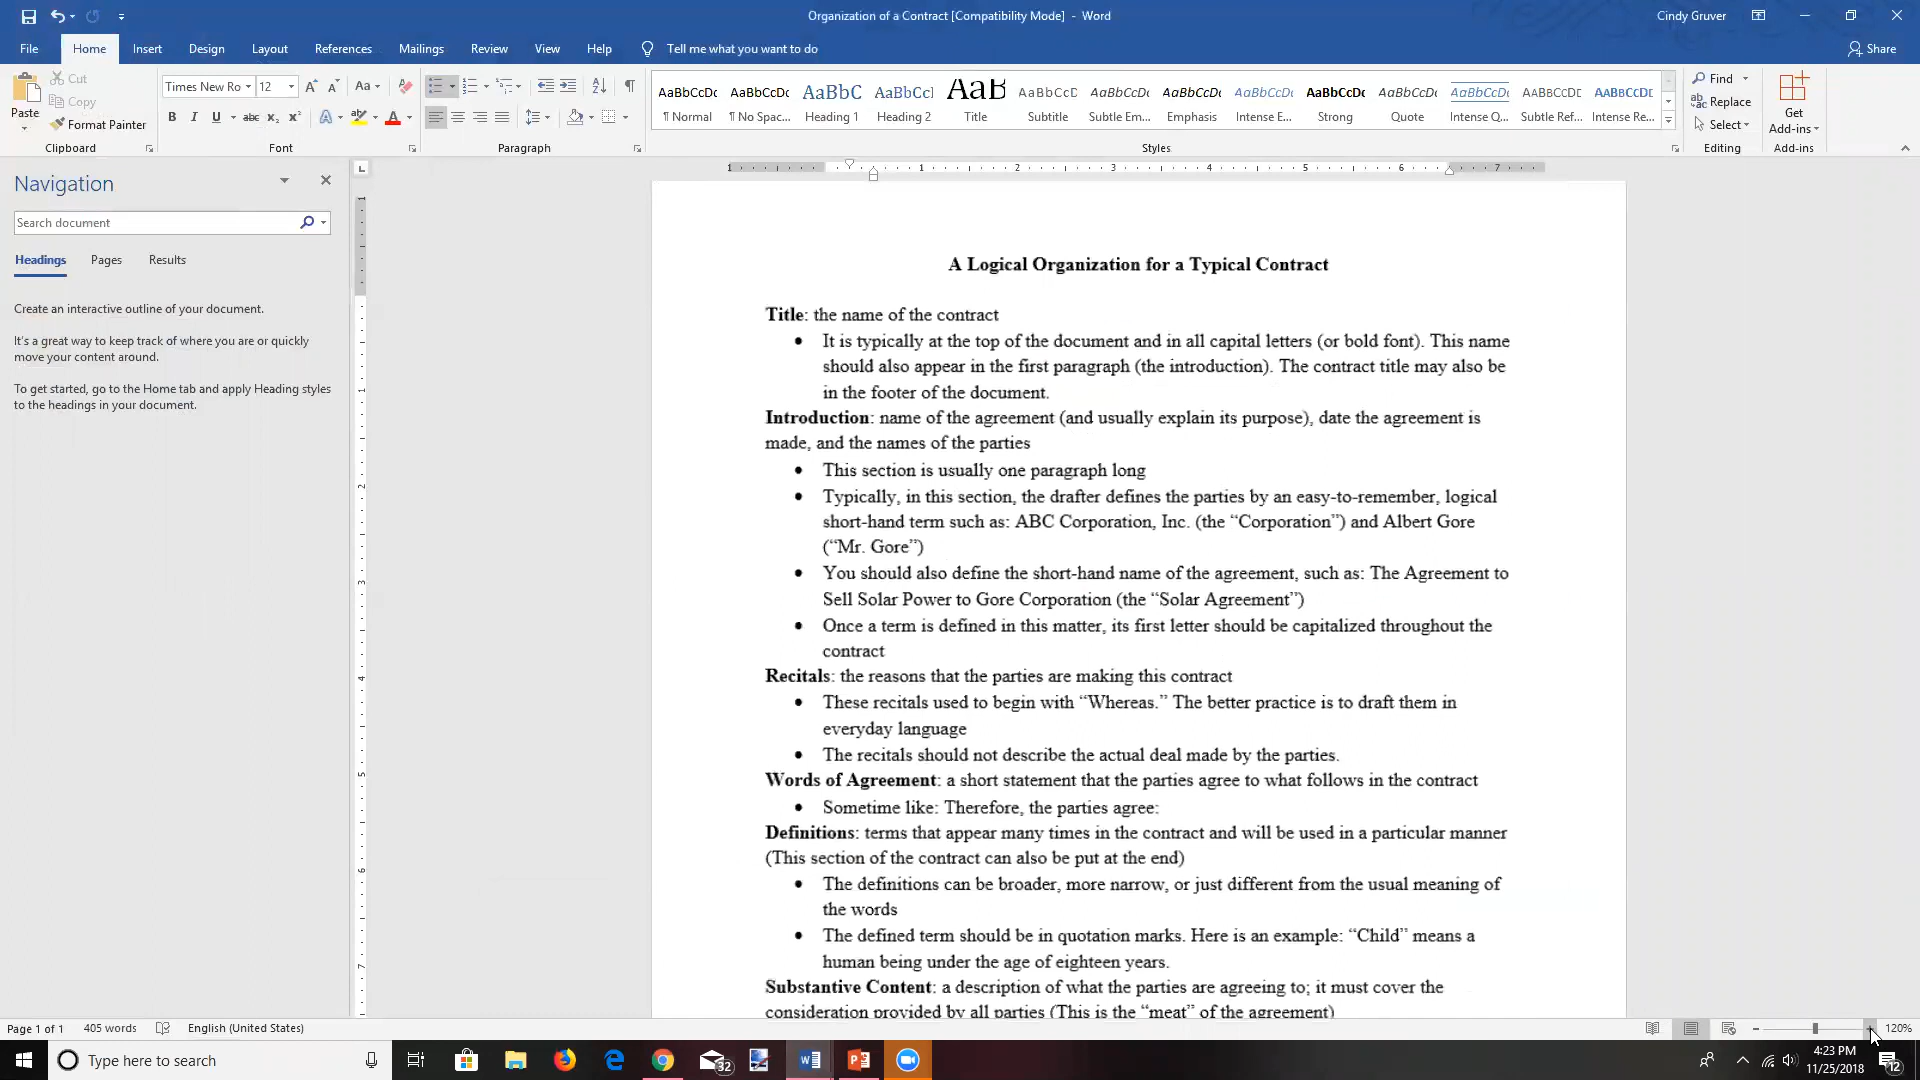 Organization of a Contract [Compatibility Mode] - Word
Cindy Gruver
File Home Insert Design Layout References Mailings Review View Help Tell me what you want to do
Share
Paste
Cut
Copy
Format Painter
Clipboard
Times New Ro 12
Font
Paragraph
AaBbCcDc AaBbCcDc AaBbC AaBbCcI AaB AaBbCcD AaBbCcDc AaBbCcDc AaBbCcDc AaBbCcDc AaBbCcDc AaBbCcDc AABBCCDE AABBCCDE
¶ Normal ¶ No Spac... Heading 1 Heading 2 Title Subtitle Subtle Em... Emphasis Intense E... Strong Quote Intense Q... Subtle Ref... Intense Re...
Styles
Find
Replace
Select
Editing
Get
Add-ins
Add-ins
Navigation
Search document
Headings Pages Results
Create an interactive outline of your document.
It's a great way to keep track of where you are or quickly
move your content around.
To get started, go to the Home tab and apply Heading styles
to the headings in your document.
1 1 2 3 4 5 6 7
1 1 2 3 4 5 6 7
A Logical Organization for a Typical Contract
Title: the name of the contract
• It is typically at the top of the document and in all capital letters (or bold font). This name
should also appear in the first paragraph (the introduction). The contract title may also be
in the footer of the document.
Introduction: name of the agreement (and usually explain its purpose), date the agreement is
made, and the names of the parties
• This section is usually one paragraph long
• Typically, in this section, the drafter defines the parties by an easy-to-remember, logical
short-hand term such as: ABC Corporation, Inc. (the “Corporation”) and Albert Gore
(“Mr. Gore”)
• You should also define the short-hand name of the agreement, such as: The Agreement to
Sell Solar Power to Gore Corporation (the “Solar Agreement”)
• Once a term is defined in this matter, its first letter should be capitalized throughout the
contract
Recitals: the reasons that the parties are making this contract
• These recitals used to begin with “Whereas.” The better practice is to draft them in
everyday language
• The recitals should not describe the actual deal made by the parties.
Words of Agreement: a short statement that the parties agree to what follows in the contract
• Sometime like: Therefore, the parties agree:
Definitions: terms that appear many times in the contract and will be used in a particular manner
(This section of the contract can also be put at the end)
• The definitions can be broader, more narrow, or just different from the usual meaning of
the words
• The defined term should be in quotation marks. Here is an example: “Child” means a
human being under the age of eighteen years.
Substantive Content: a description of what the parties are agreeing to; it must cover the
consideration provided by all parties (This is the “meat” of the agreement)
Page 1 of 1 405 words English (United States)
120%
Type here to search
32
4:23 PM
11/25/2018
12